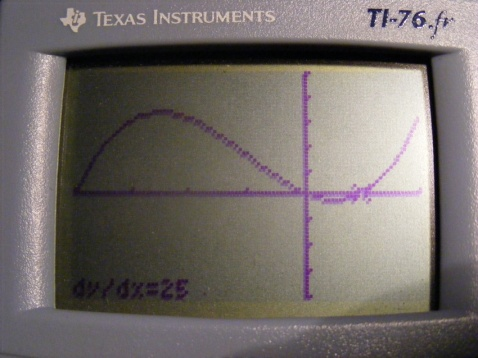 TEXAS INSTRUMENTS
TI-76.fr
dy/dx=25